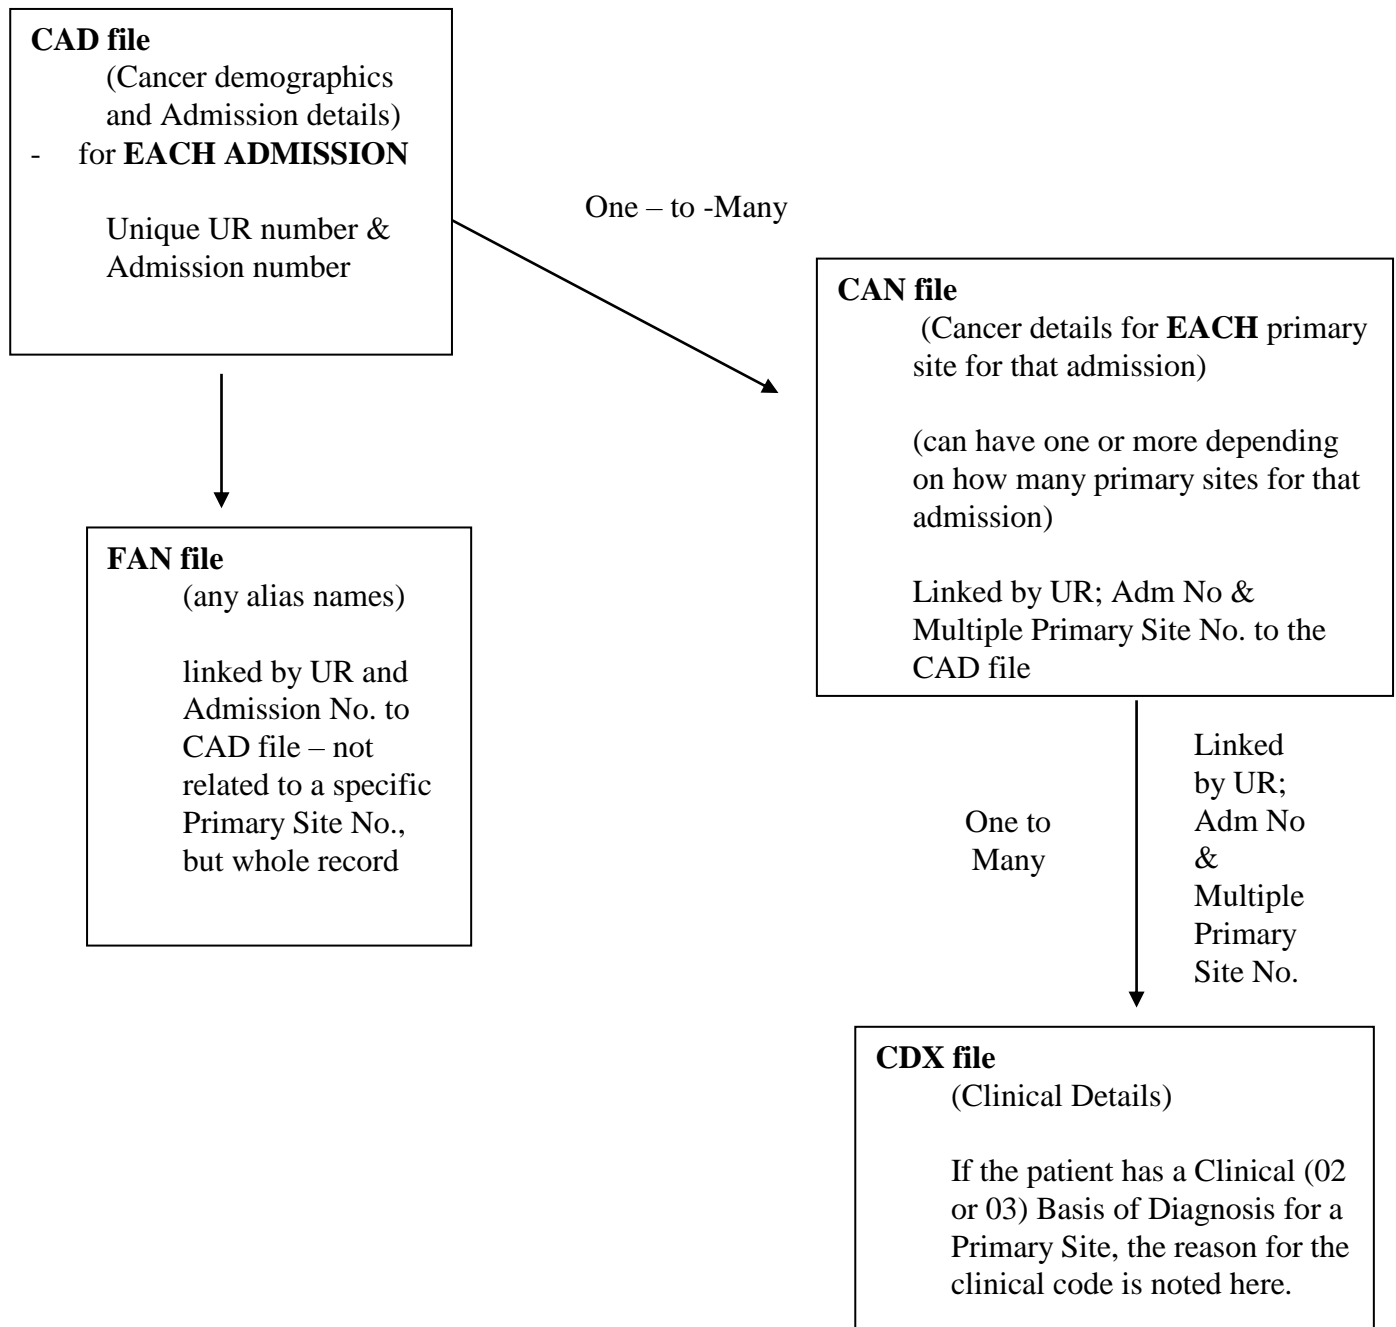 CAD file
(Cancer demographics
and Admission details)
- for EACH ADMISSION
Unique UR number &
Admission number
One – to -Many
CAN file
(Cancer details for EACH primary
site for that admission)
(can have one or more depending
on how many primary sites for that
admission)
Linked by UR; Adm No &
Multiple Primary Site No. to the
CAD file
FAN file
(any alias names)
linked by UR and
Admission No. to
CAD file – not
related to a specific
Primary Site No.,
but whole record
One to
Many
Linked
by UR;
Adm No
&
Multiple
Primary
Site No.
CDX file
(Clinical Details)
If the patient has a Clinical (02
or 03) Basis of Diagnosis for a
Primary Site, the reason for the
clinical code is noted here.